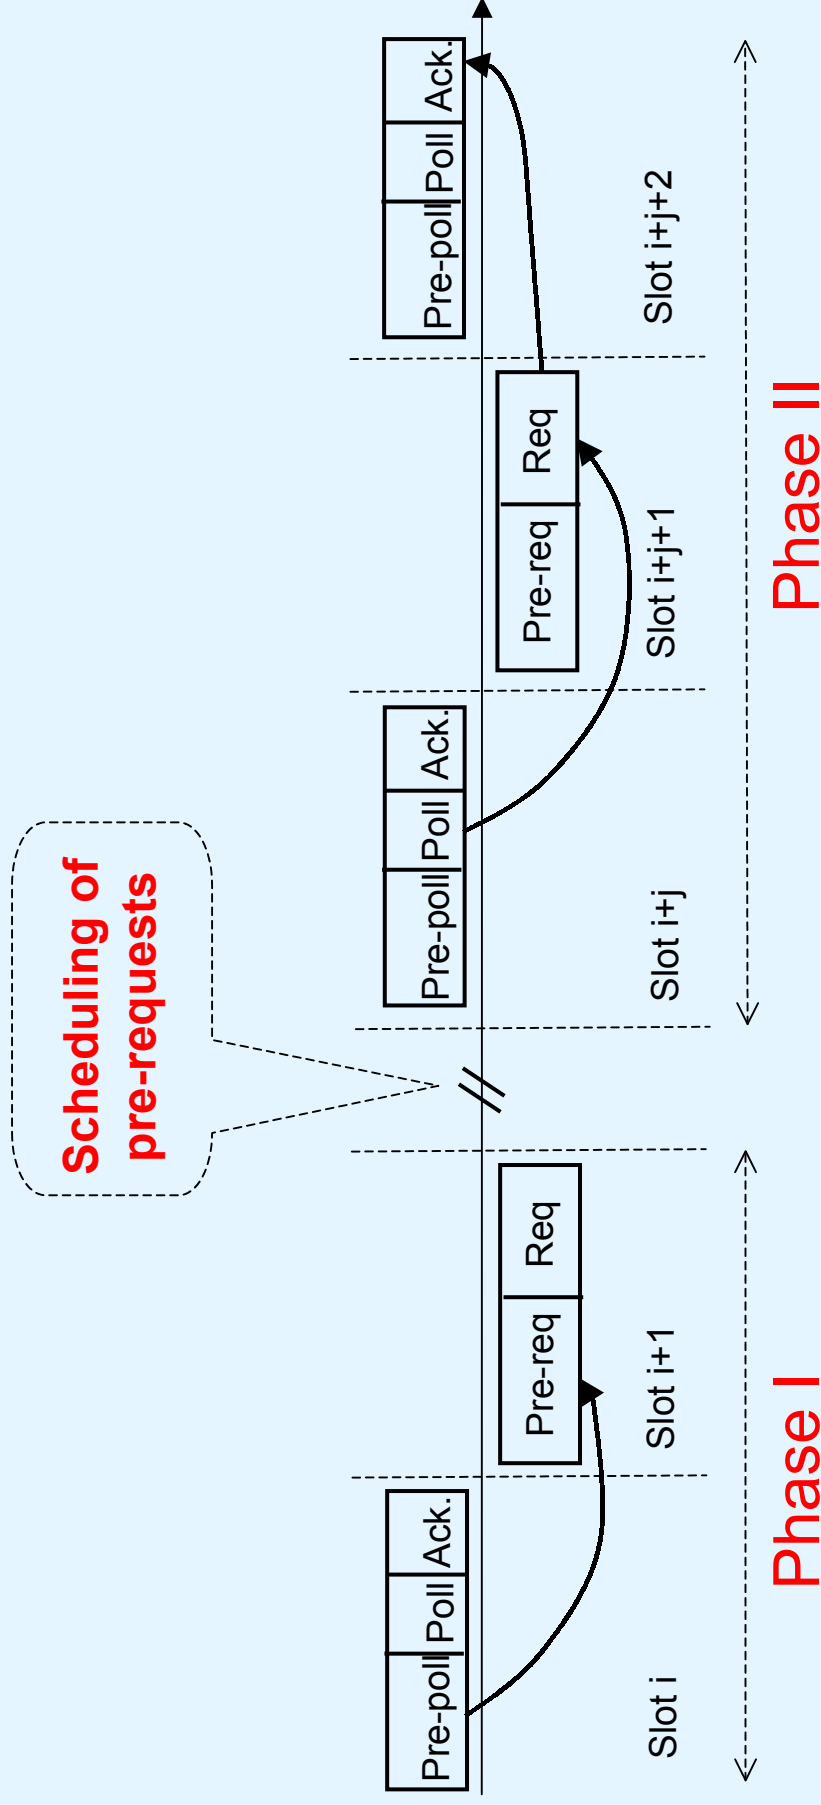 Scheduling of
pre-requests
Pre-poll Poll Ack.
Pre-req Req
Pre-poll Poll Ack.
Pre-req Req
Pre-poll Poll Ack.
Slot i
Slot i+1
Slot i+j
Slot i+j+1
Slot i+j+2
Phase I
Phase II